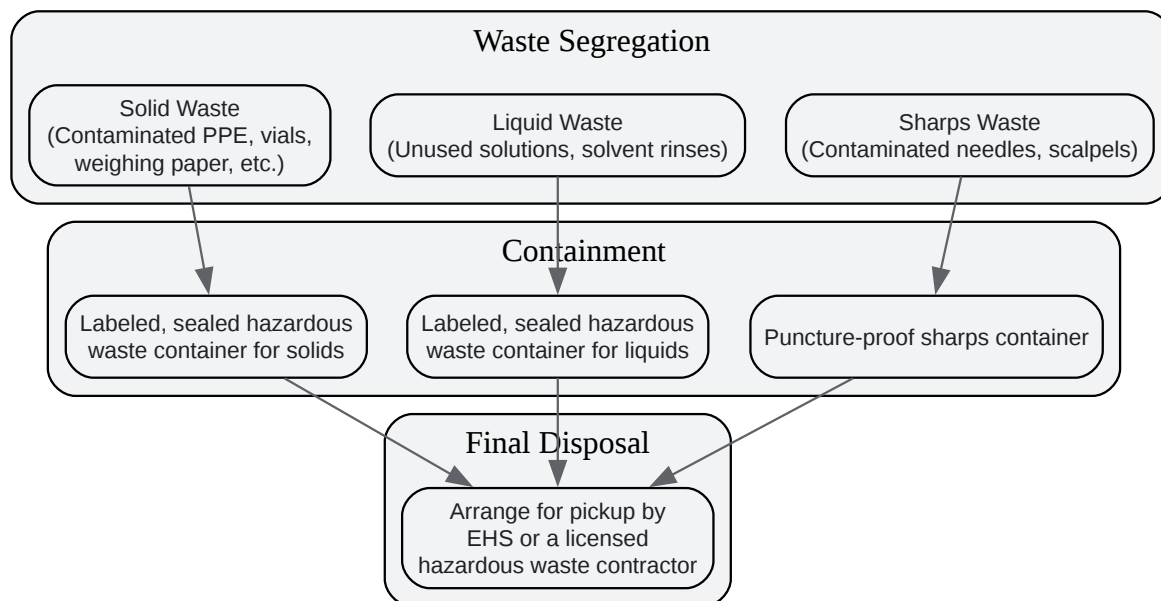 Waste Segregation
Solid Waste
(Contaminated PPE, vials,
weighing paper, etc.)
Liquid Waste
(Unused solutions, solvent rinses)
Sharps Waste
(Contaminated needles, scalpels)
Containment
Labeled, sealed hazardous
waste container for solids
Labeled, sealed hazardous
waste container for liquids
Puncture-proof sharps container
Final Disposal
Arrange for pickup by
EHS or a licensed
hazardous waste contractor